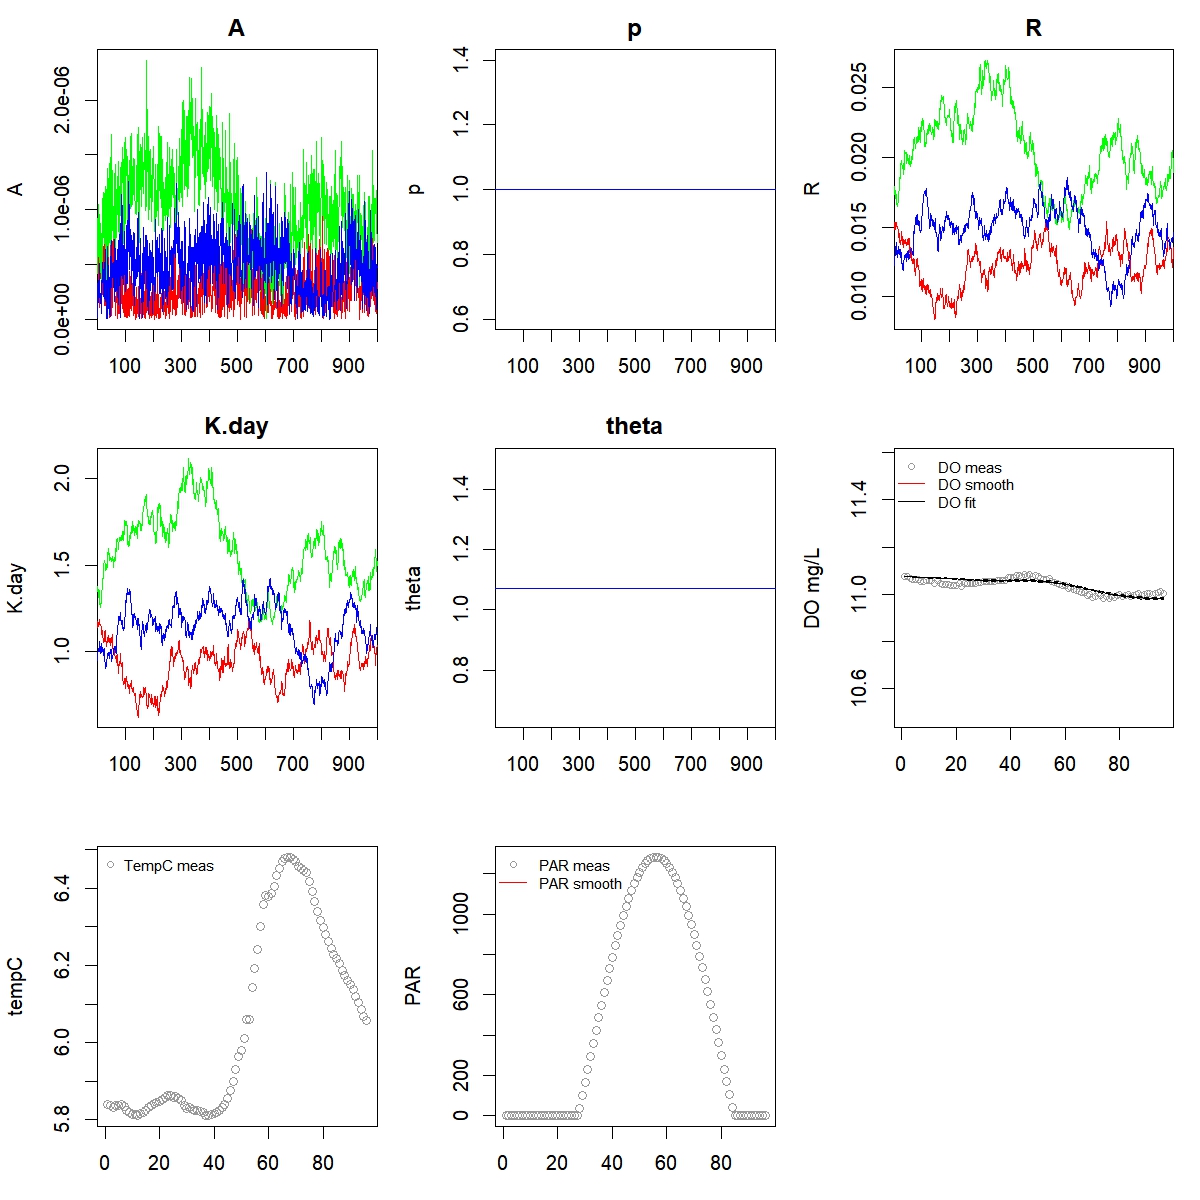 A
A
0.0e+00 1.0e-06 2.0e-06
100 300 500 700 900
p
p
0.6 0.8 1.0 1.2 1.4
100 300 500 700 900
R
R
0.010 0.015 0.020 0.025
100 300 500 700 900
K.day
K.day
1.0 1.5 2.0
100 300 500 700 900
theta
theta
0.8 1.0 1.2 1.4
100 300 500 700 900
DO meas
DO smooth
DO fit
DO mg/L
10.6 11.0 11.4
0 20 40 60 80
TempC meas
tempC
5.8 6.0 6.2 6.4
0 20 40 60 80
PAR meas
PAR smooth
PAR
0 200 600 1000
0 20 40 60 80